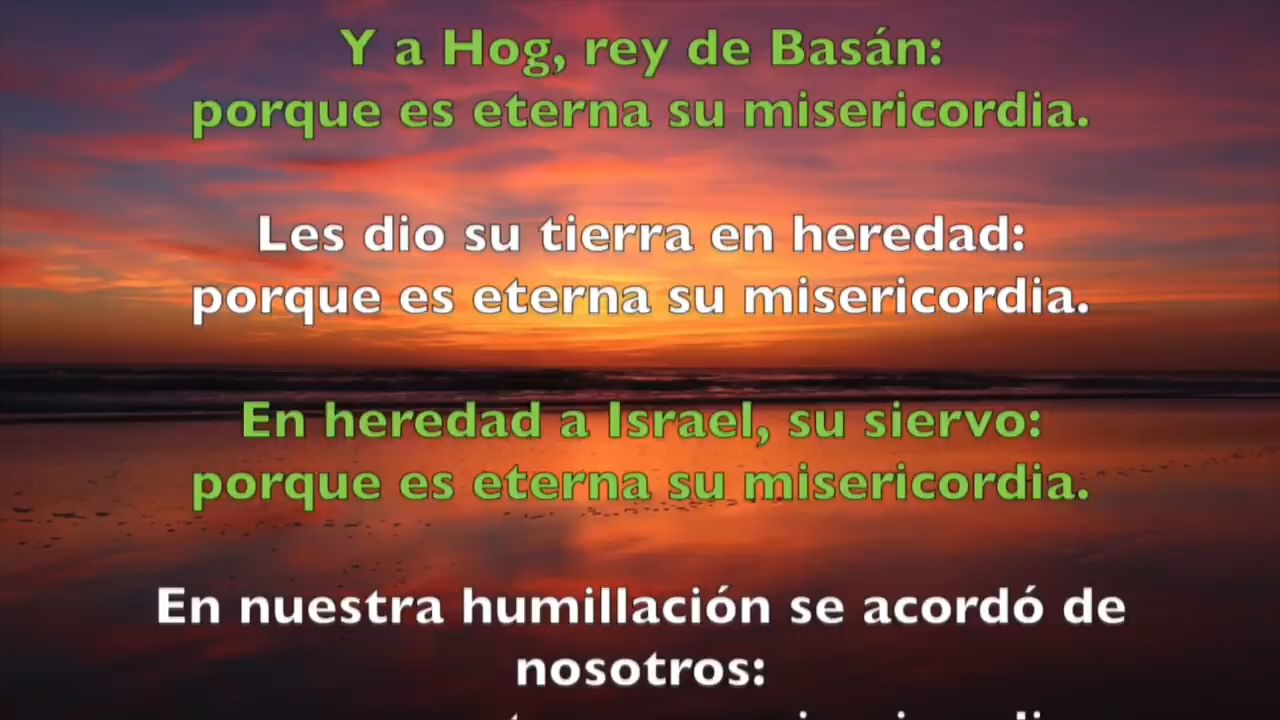 Y a Hog, rey de Basán:
porque es eterna su misericordia.
Les dio su tierra en heredad:
porque es eterna su misericordia.
En heredad a Israel, su siervo:
porque es eterna su misericordia.
En nuestra humillación se acordó de
nosotros: